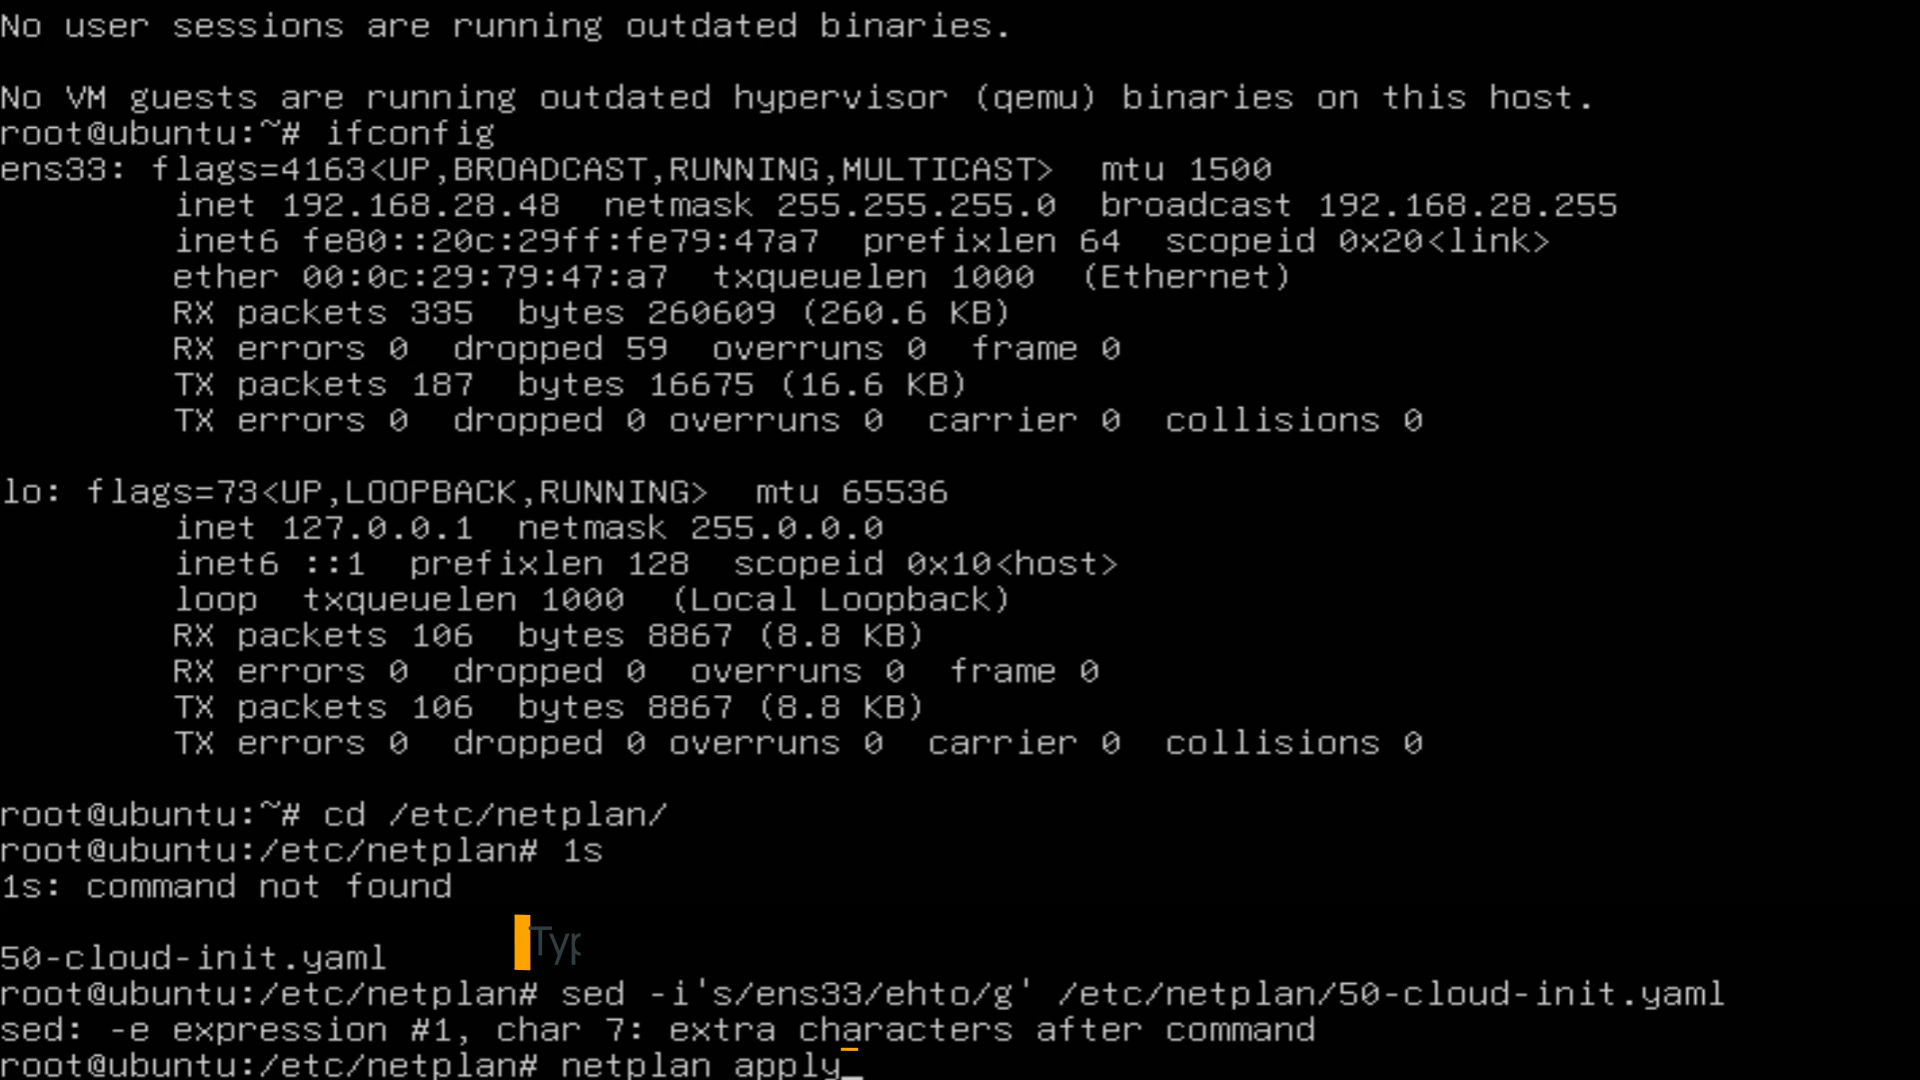 No user sessions are running outdated binaries.
No VM guests are running outdated hypervisor (qemu) binaries on this host.
root@ubuntu:~# ifconfig
ens33: flags=4163<UP,BROADCAST,RUNNING,MULTICAST>  mtu 1500
inet 192.168.28.48  netmask 255.255.255.0  broadcast 192.168.28.255
inet6 fe80::20c:29ff:fe79:47a7  prefixlen 64  scopeid 0x20<link>
ether 00:0c:29:79:47:a7  txqueuelen 1000  (Ethernet)
RX packets 335  bytes 260609 (260.6 KB)
RX errors 0  dropped 59  overruns 0  frame 0
TX packets 187  bytes 16675 (16.6 KB)
TX errors 0  dropped 0 overruns 0  carrier 0  collisions 0
lo: flags=73<UP,LOOPBACK,RUNNING>  mtu 65536
inet 127.0.0.1  netmask 255.0.0.0
inet6 ::1  prefixlen 128  scopeid 0x10<host>
loop  txqueuelen 1000  (Local Loopback)
RX packets 106  bytes 8867 (8.8 KB)
RX errors 0  dropped 0  overruns 0  frame 0
TX packets 106  bytes 8867 (8.8 KB)
TX errors 0  dropped 0 overruns 0  carrier 0  collisions 0
root@ubuntu:~# cd /etc/netplan/
root@ubuntu:/etc/netplan# 1s
1s: command not found
Typ
50-cloud-init.yaml
root@ubuntu:/etc/netplan# sed -i's/ens33/ehto/g' /etc/netplan/50-cloud-init.yaml
sed: -e expression #1, char 7: extra characters after command
root@ubuntu:/etc/netplan# netplan apply_